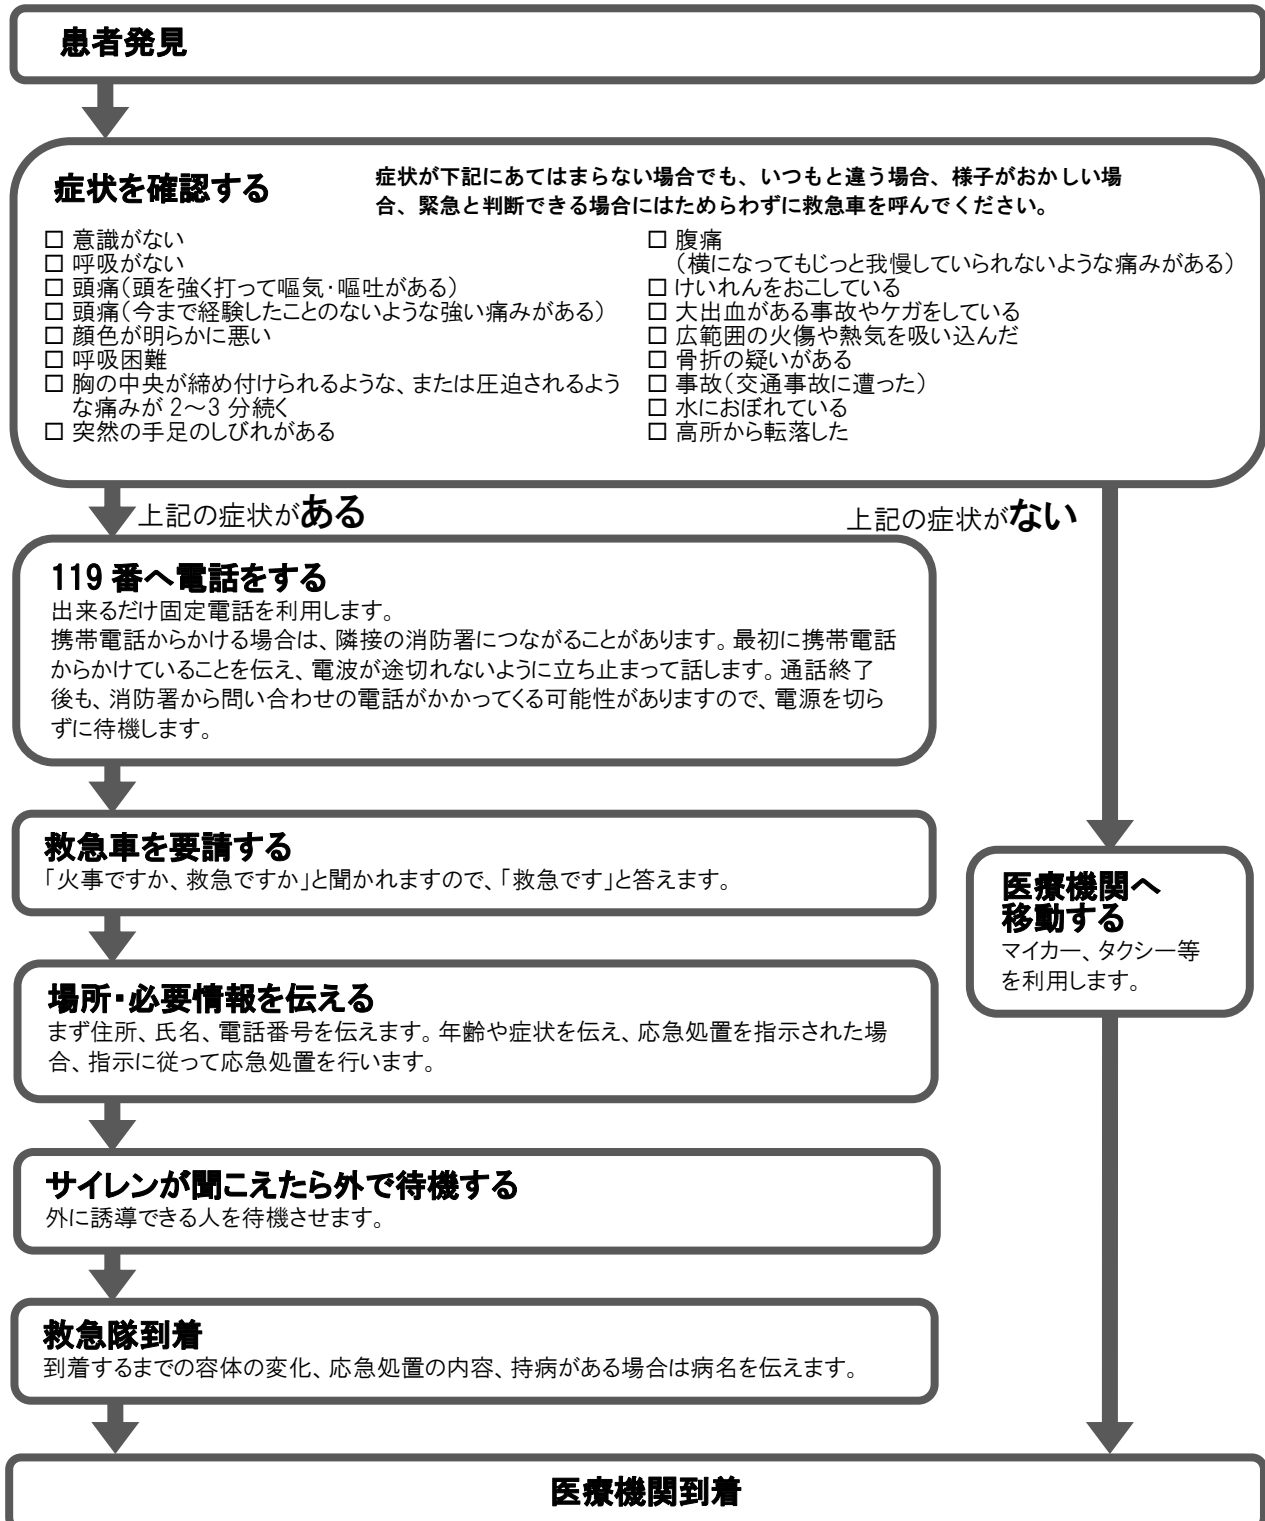 患者発見
症状を確認する
症状が下記にあてはまらない場合でも、いつもと違う場合、様子がおかしい場
合、緊急と判断できる場合にはためらわずに救急車を呼んでください。
□ 意識がない
□ 呼吸がない
□ 頭痛（頭を強く打って嘔気・嘔吐がある）
□ 頭痛（今まで経験したことのないような強い痛みがある）
□ 顔色が明らかに悪い
□ 呼吸困難
□ 胸の中央が締め付けられるような、または圧迫されるよう
な痛みが 2～3 分続く
□ 突然の手足のしびれがある
□ 腹痛
（横になってもじっと我慢していられないような痛みがある）
□ けいれんをおこしている
□ 大出血がある事故やケガをしている
□ 広範囲の火傷や熱気を吸い込んだ
□ 骨折の疑いがある
□ 事故（交通事故に遭った）
□ 水におぼれている
□ 高所から転落した
上記の症状がある
上記の症状がない
119 番へ電話をする
出来るだけ固定電話を利用します。
携帯電話からかける場合は、隣接の消防署につながることがあります。最初に携帯電話
からかけていることを伝え、電波が途切れないように立ち止まって話します。通話終了
後も、消防署から問い合わせの電話がかかってくる可能性がありますので、電源を切ら
ずに待機します。
救急車を要請する
「火事ですか、救急ですか」と聞かれますので、「救急です」と答えます。
医療機関へ
移動する
マイカー、タクシー等
を利用します。
場所・必要情報を伝える
まず住所、氏名、電話番号を伝えます。年齢や症状を伝え、応急処置を指示された場
合、指示に従って応急処置を行います。
サイレンが聞こえたら外で待機する
外に誘導できる人を待機させます。
救急隊到着
到着するまでの容体の変化、応急処置の内容、持病がある場合は病名を伝えます。
医療機関到着